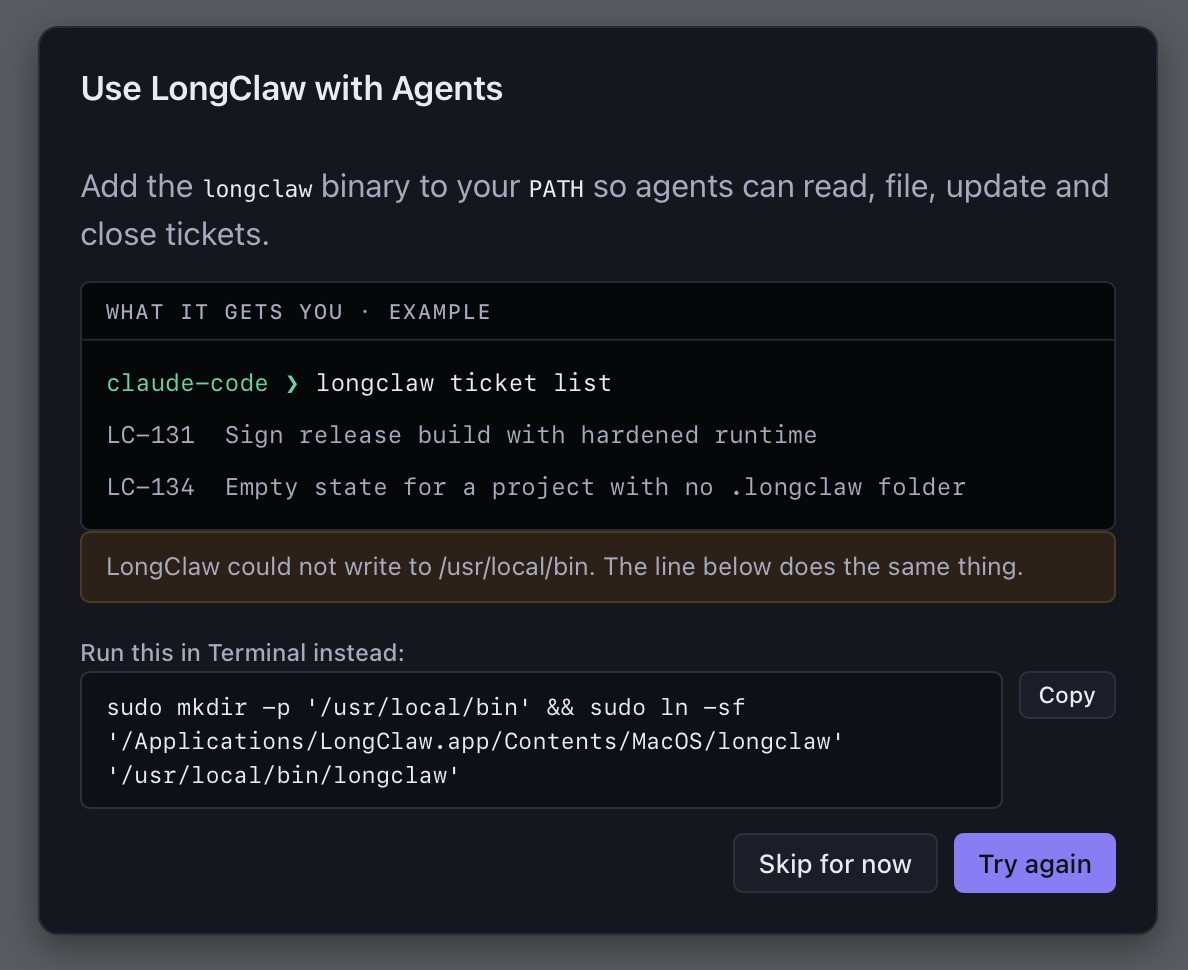 Use LongClaw with Agents
Add the longclaw binary to your PATH so agents can read, file, update and
close tickets.
WHAT IT GETS YOU · EXAMPLE
claude-code ❯ longclaw ticket list
LC-131  Sign release build with hardened runtime
LC-134  Empty state for a project with no .longclaw folder
LongClaw could not write to /usr/local/bin. The line below does the same thing.
Run this in Terminal instead:
sudo mkdir -p '/usr/local/bin' && sudo ln -sf
'/Applications/LongClaw.app/Contents/MacOS/longclaw'
'/usr/local/bin/longclaw'
Copy
Skip for now
Try again